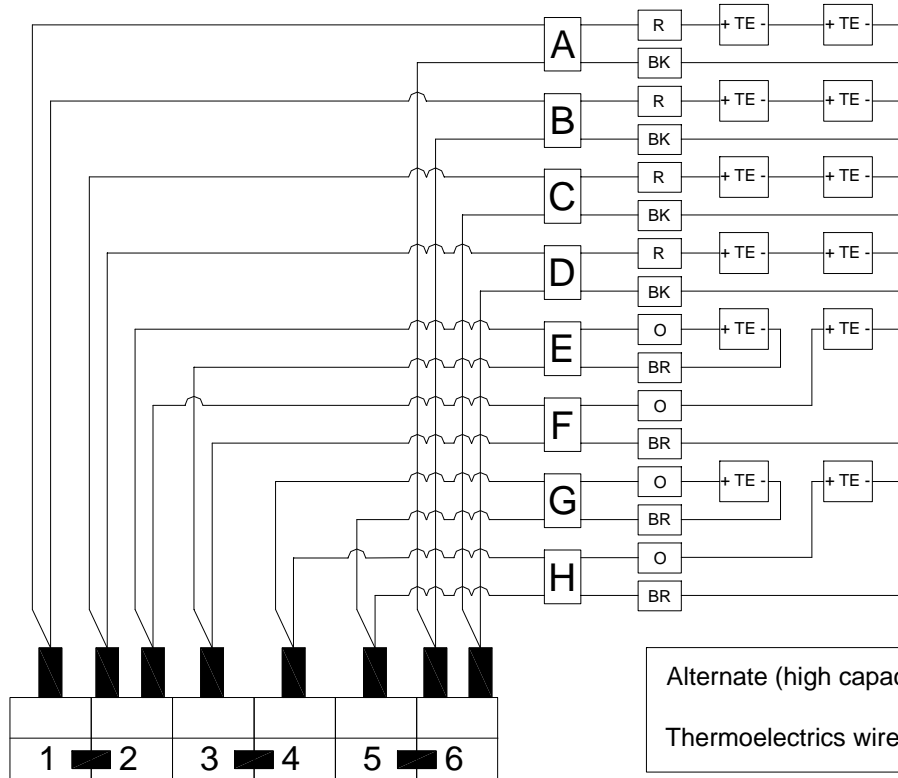 A R + TE - + TE -
BK
B R + TE - + TE -
BK
C R + TE - + TE -
BK
D R + TE - + TE -
BK
E O + TE - + TE -
BR
F O
BR
G O + TE - + TE -
BR
H O
BR
Alternate (high capac
Thermoelectrics wire
1 2 3 4 5 6